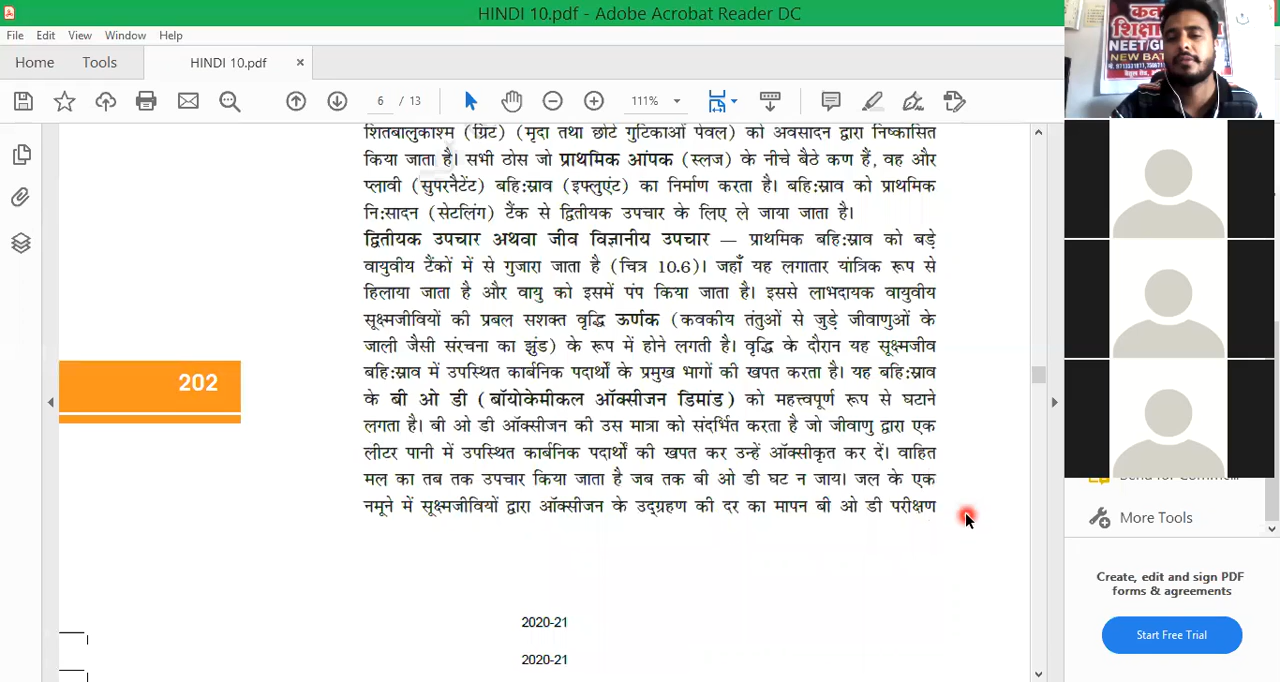 HINDI 10.pdf - Adobe Acrobat Reader DC
File Edit View Window Help
Home Tools HINDI 10.pdf ×
6 / 13 111%
शितबालुकाश्म (ग्रिट) (मृदा तथा छोटे गुटिकाओं पेवल) को अवसादन द्वारा निष्कासित
किया जाता है। सभी ठोस जो प्राथमिक आंपक (स्लज) के नीचे बैठे कण हैं, वह और
प्लावी (सुपरनैटेंट) बहि:स्राव (इफ्लुएंट) का निर्माण करता है। बहि:स्राव को प्राथमिक
नि:सादन (सेटलिंग) टैंक से द्वितीयक उपचार के लिए ले जाया जाता है।
द्वितीयक उपचार अथवा जीव विज्ञानीय उपचार — प्राथमिक बहि:स्राव को बड़े
वायुवीय टैंकों में से गुजारा जाता है (चित्र 10.6)। जहाँ यह लगातार यांत्रिक रूप से
हिलाया जाता है और वायु को इसमें पंप किया जाता है। इससे लाभदायक वायुवीय
सूक्ष्मजीवियों की प्रबल सशक्त वृद्धि ऊर्णक (कवकीय तंतुओं से जुड़े जीवाणुओं के
जाली जैसी संरचना का झुंड) के रूप में होने लगती है। वृद्धि के दौरान यह सूक्ष्मजीव
बहि:स्राव में उपस्थित कार्बनिक पदार्थों के प्रमुख भागों की खपत करता है। यह बहि:स्राव
के बी ओ डी (बॉयोकेमीकल ऑक्सीजन डिमांड) को महत्त्वपूर्ण रूप से घटाने
लगता है। बी ओ डी ऑक्सीजन की उस मात्रा को संदर्भित करता है जो जीवाणु द्वारा एक
लीटर पानी में उपस्थित कार्बनिक पदार्थों की खपत कर उन्हें ऑक्सीकृत कर दें। वाहित
मल का तब तक उपचार किया जाता है जब तक बी ओ डी घट न जाय। जल के एक
नमूने में सूक्ष्मजीवियों द्वारा ऑक्सीजन के उद्ग्रहण की दर का मापन बी ओ डी परीक्षण
202
2020-21
2020-21
शिक्षा
NEET/
NEW BAT
More Tools
Create, edit and sign PDF
forms & agreements
Start Free Trial